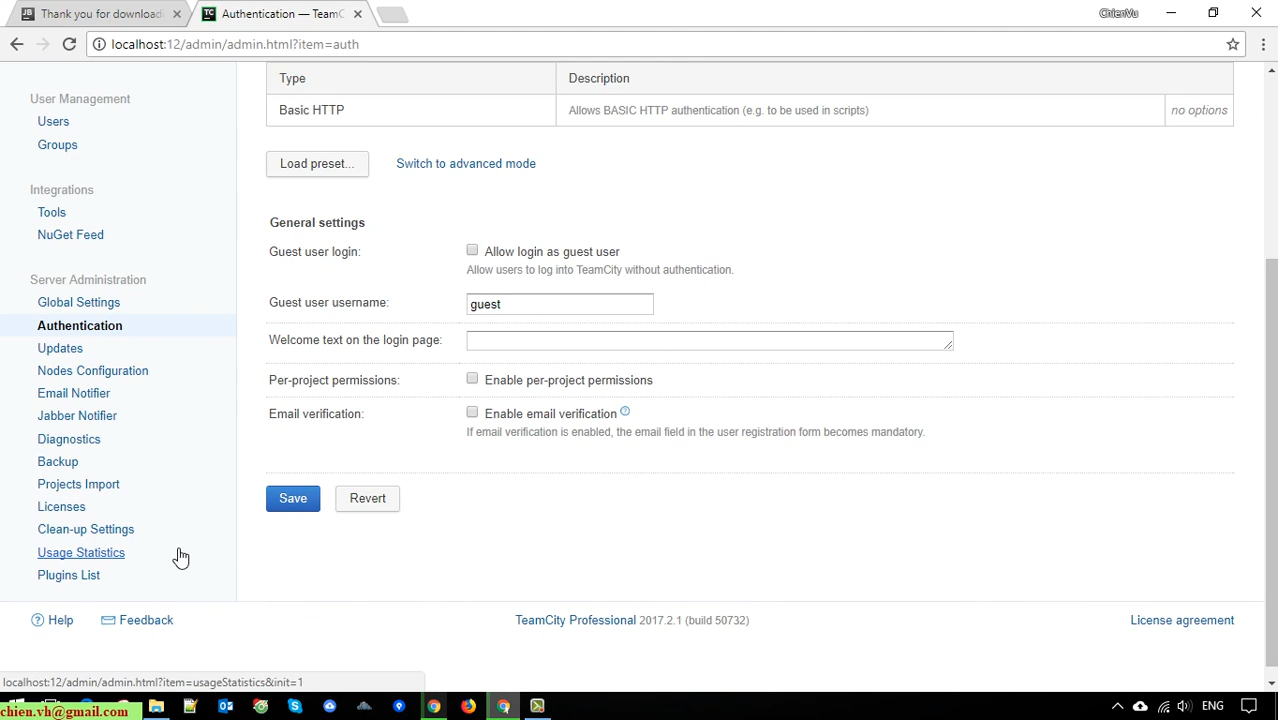 Thank you for downloadi
Authentication — TeamC
ChienVu
localhost:12/admin/admin.html?item=auth
User Management
Users
Groups
Integrations
Tools
NuGet Feed
Server Administration
Global Settings
Authentication
Updates
Nodes Configuration
Email Notifier
Jabber Notifier
Diagnostics
Backup
Projects Import
Licenses
Clean-up Settings
Usage Statistics
Plugins List
Type Description
Basic HTTP Allows BASIC HTTP authentication (e.g. to be used in scripts) no options
Load preset... Switch to advanced mode
General settings
Guest user login: Allow login as guest user
Allow users to log into TeamCity without authentication.
Guest user username: guest
Welcome text on the login page:
Per-project permissions: Enable per-project permissions
Email verification: Enable email verification
If email verification is enabled, the email field in the user registration form becomes mandatory.
Save Revert
Help Feedback TeamCity Professional 2017.2.1 (build 50732) License agreement
localhost:12/admin/admin.html?item=usageStatistics&init=1
chien.vh@gmail.com
ENG